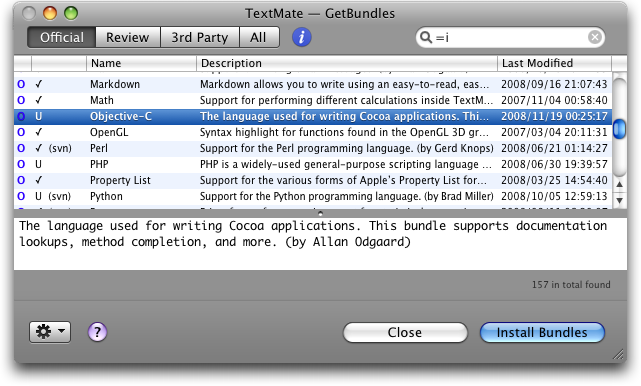 TextMate — GetBundles
Official Review 3rd Party All i =i
Name Description Last Modified
O ✓ Markdown Markdown allows you to write using an easy-to-read, eas... 2008/09/16 21:07:43
O ✓ Math Support for performing different calculations inside TextM... 2007/11/04 00:58:40
O U Objective-C The language used for writing Cocoa applications. Thi... 2008/11/19 00:25:17
O ✓ OpenGL Syntax highlight for functions found in the OpenGL 3D gr... 2007/03/04 20:11:31
O ✓ (svn) Perl Support for the Perl programming language. (by Gerd Knops) 2008/06/21 01:14:27
O U PHP PHP is a widely-used general-purpose scripting language ... 2008/06/30 19:39:57
O ✓ Property List Support for the various forms of Apple's Property List for... 2008/03/25 14:54:40
O U (svn) Python Support for the Python programming language. (by Brad Miller) 2008/10/05 12:59:13
The language used for writing Cocoa applications. This bundle supports documentation
lookups, method completion, and more. (by Allan Odgaard)
157 in total found
? Close Install Bundles